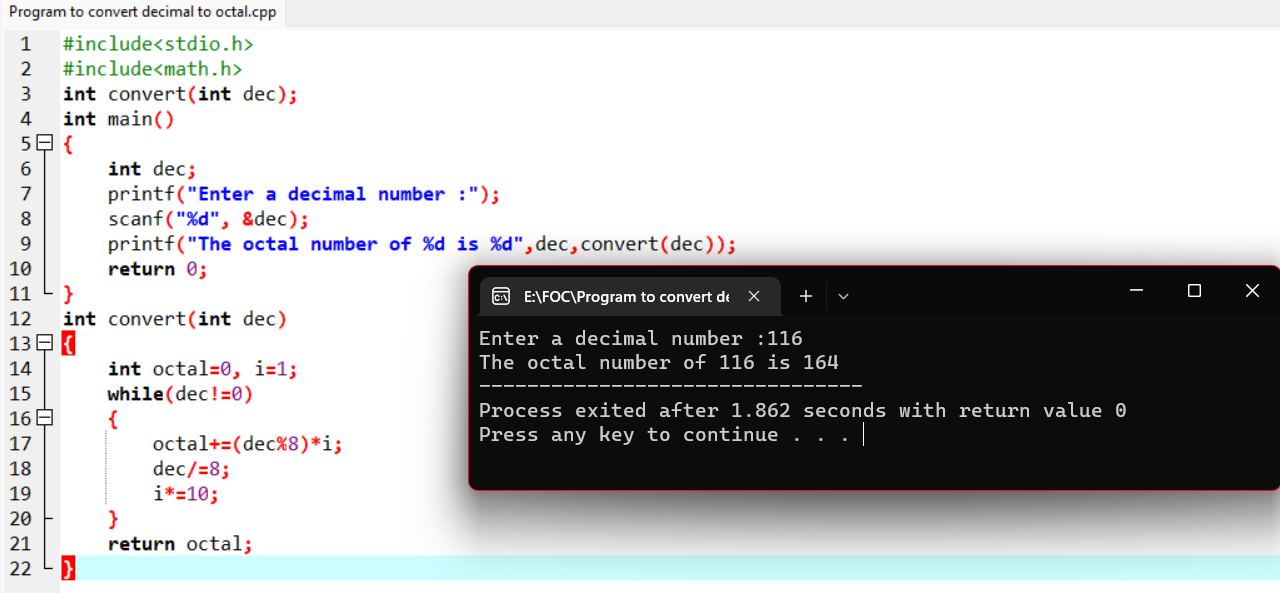 Program to convert decimal to octal.cpp
1 #include<stdio.h>
2 #include<math.h>
3 int convert(int dec);
4 int main()
5 {
6 int dec;
7 printf("Enter a decimal number :");
8 scanf("%d", &dec);
9 printf("The octal number of %d is %d",dec,convert(dec));
10 return 0;
11 }
12 int convert(int dec)
13 {
14 int octal=0, i=1;
15 while(dec!=0)
16 {
17 octal+=(dec%8)*i;
18 dec/=8;
19 i*=10;
20 }
21 return octal;
22 }
E:\FOC\Program to convert de
Enter a decimal number :116
The octal number of 116 is 164
--------------------------------
Process exited after 1.862 seconds with return value 0
Press any key to continue . . .